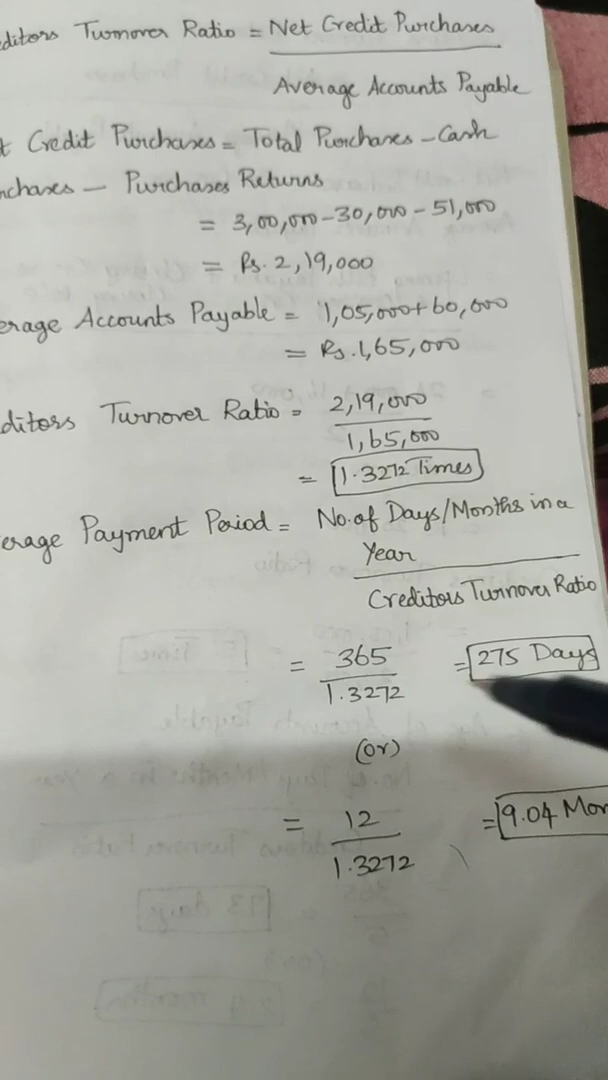 ditors Turnover Ratio = Net Credit Purchases
Average Accounts Payable
t Credit Purchases = Total Purchases - Cash
rchases - Purchases Returns
= 3,00,000-30,000-51,000
= Rs. 2,19,000
erage Accounts Payable = 1,05,000+60,000
= Rs.1,65,000
ditors Turnover Ratio = 2,19,000
1,65,000
= 1.3272 Times
erage Payment Period = No.of Days/Months in a
Year
Creditors Turnover Ratio
= 365 = 275 Days
1.3272
(or)
= 12 = 9.04 Mon
1.3272